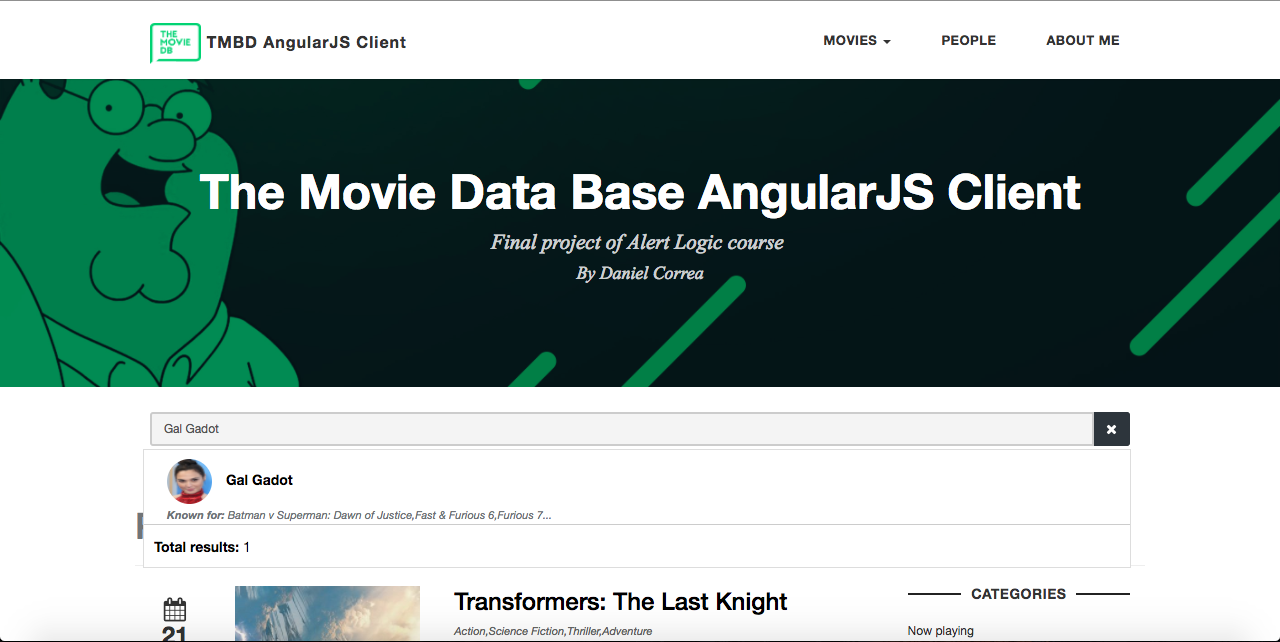 THE
MOVIE
DB
TMBD AngularJS Client
MOVIES
PEOPLE
ABOUT ME
The Movie Data Base AngularJS Client
Final project of Alert Logic course
By Daniel Correa
Gal Gadot
Gal Gadot
Known for: Batman v Superman: Dawn of Justice,Fast & Furious 6,Furious 7...
Total results: 1
21
Transformers: The Last Knight
Action,Science Fiction,Thriller,Adventure
CATEGORIES
Now playing